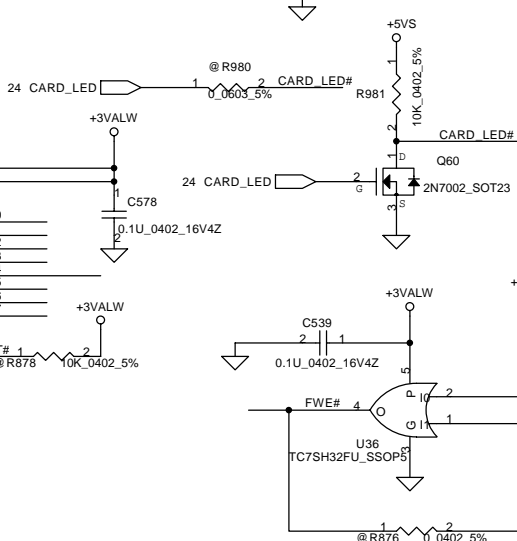 +5VS
@R980
1
2
CARD_LED#
24 CARD_LED
0_0603_5%
R981
1
10K_0402_5%
2
+3VALW
CARD_LED#
1
D
Q60
24 CARD_LED
2
G
2N7002_SOT23
1
C578
S
3
0.1U_0402_16V4Z
2
+3VALW
+3VALW
C539
2
1
0.1U_0402_16V4Z
#
1
2
@R878
10K_0402_5%
5
P
I0
2
FWE#
4
O
G
I1
1
U36
3
TC7SH32FU_SSOP5
1
2
@R876
0_0402_5%